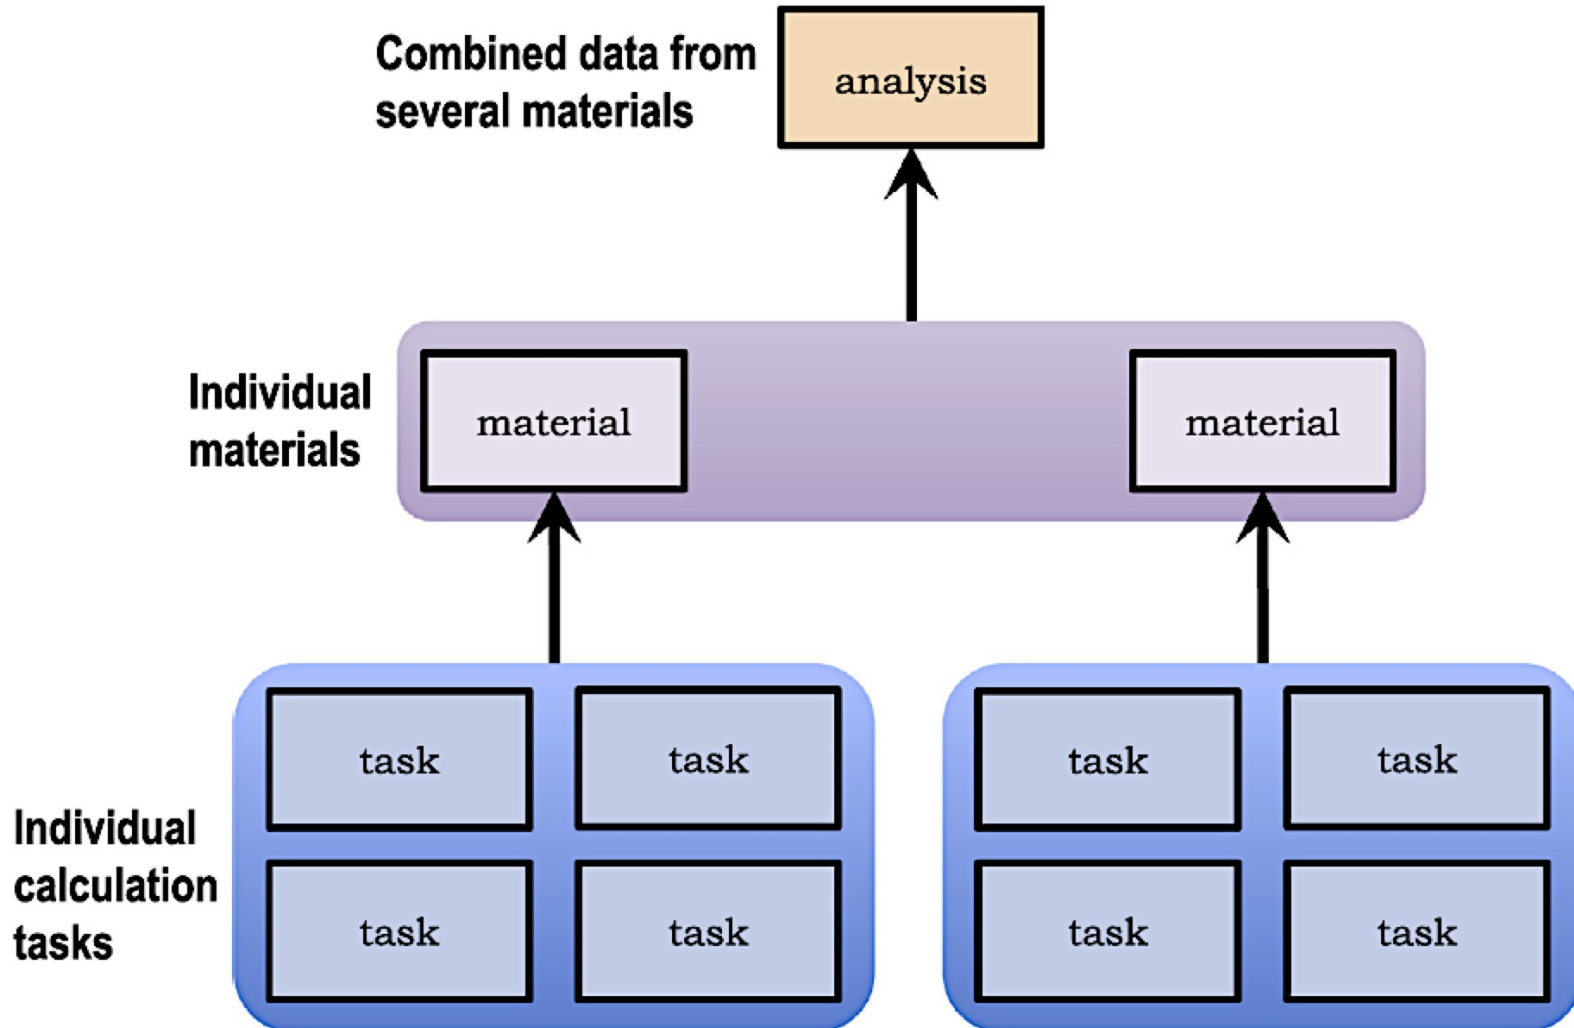 Combined data from
several materials
analysis
Individual
materials
material
material
task
task
task
task
Individual
calculation
tasks
task
task
task
task